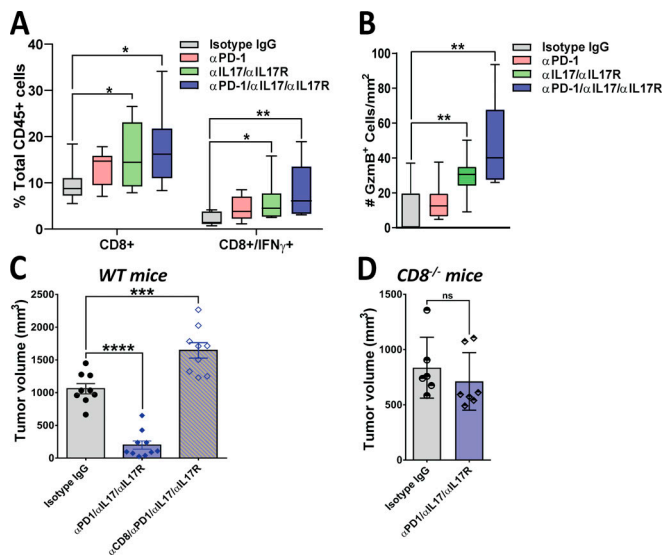 A
Isotype IgG
αPD-1
αIL17/αIL17R
αPD-1/αIL17/αIL17R
% Total CD45+ cells
40
30
20
10
0
*
*
**
*
CD8+
CD8+/IFNγ+
B
Isotype IgG
αPD-1
αIL17/αIL17R
αPD-1/αIL17/αIL17R
# GzmB+ Cells/mm2
100
80
60
40
20
0
**
**
C
WT mice
Tumor volume (mm3)
2500
2000
1500
1000
500
0
***
****
Isotype IgG
αPD1/αIL17/αIL17R
αCD8/αPD1/αIL17/αIL17R
D
CD8-/- mice
Tumor volume (mm3)
1500
1000
500
0
ns
Isotype IgG
αPD1/αIL17/αIL17R